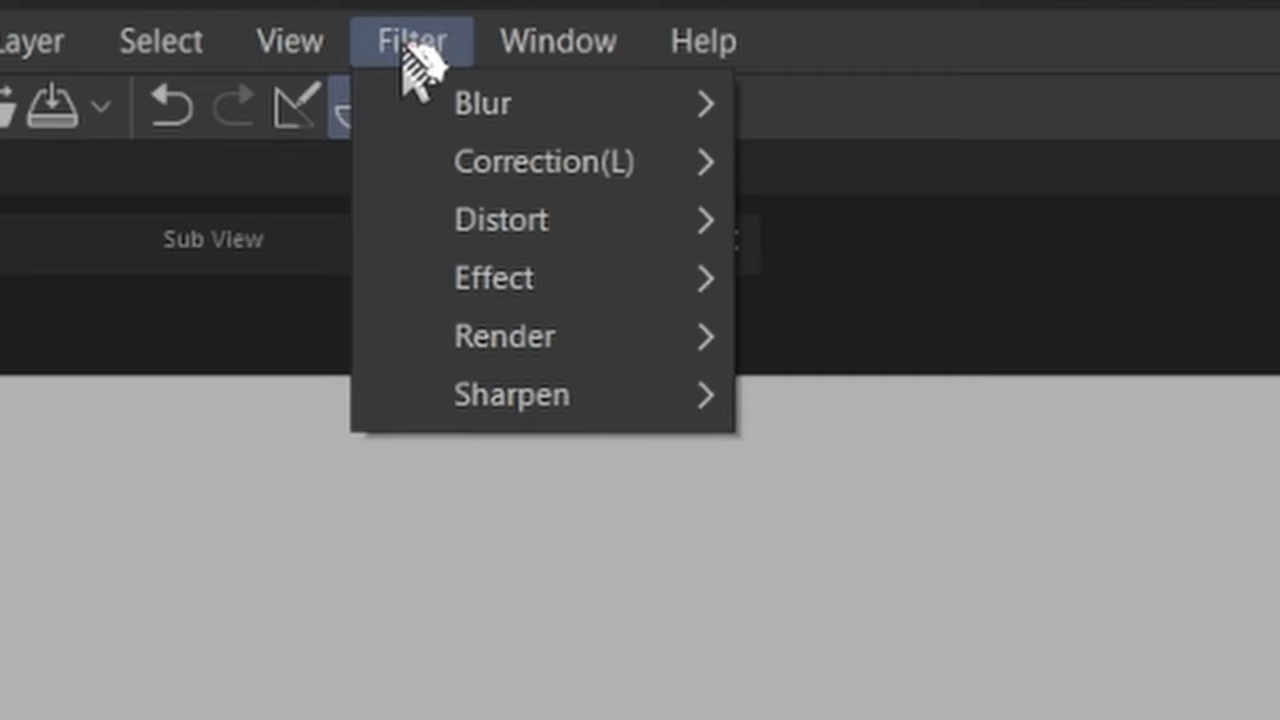 Layer Select View Filter Window Help
Blur
Correction(L)
Distort
Sub View
Effect
Render
Sharpen